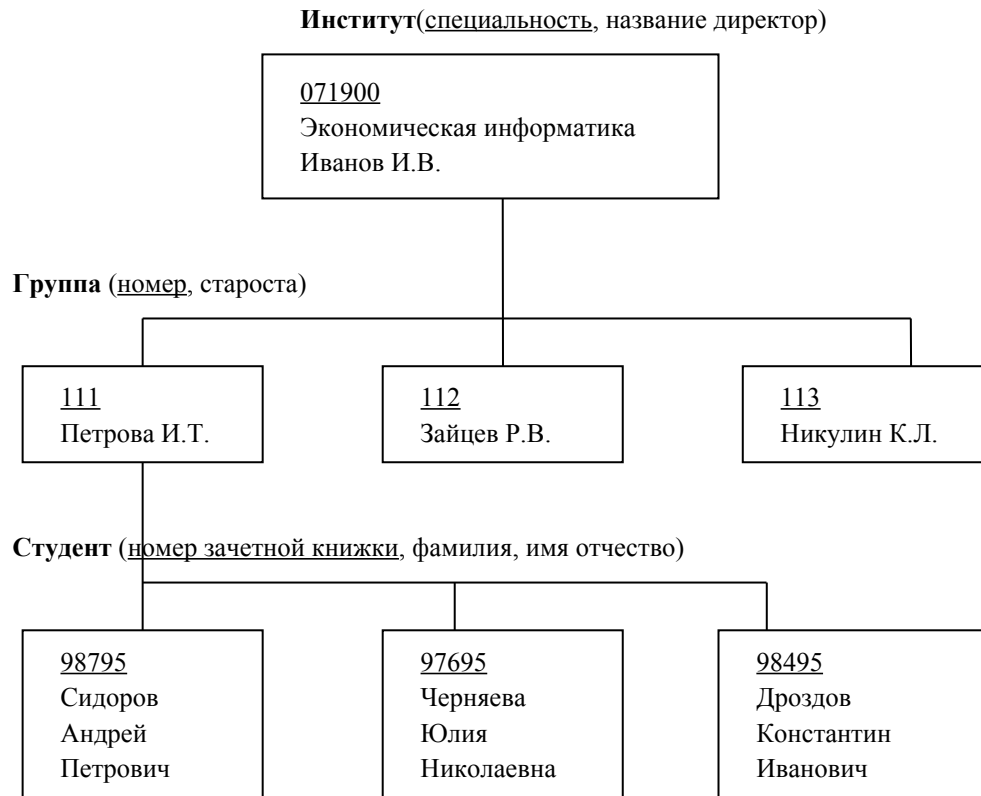 Институт(специальность, название директор)
071900
Экономическая информатика
Иванов И.В.
Группа (номер, староста)
111
Петрова И.Т.
112
Зайцев Р.В.
113
Никулин К.Л.
Студент (номер зачетной книжки, фамилия, имя отчество)
98795
Сидоров
Андрей
Петрович
97695
Черняева
Юлия
Николаевна
98495
Дроздов
Константин
Иванович